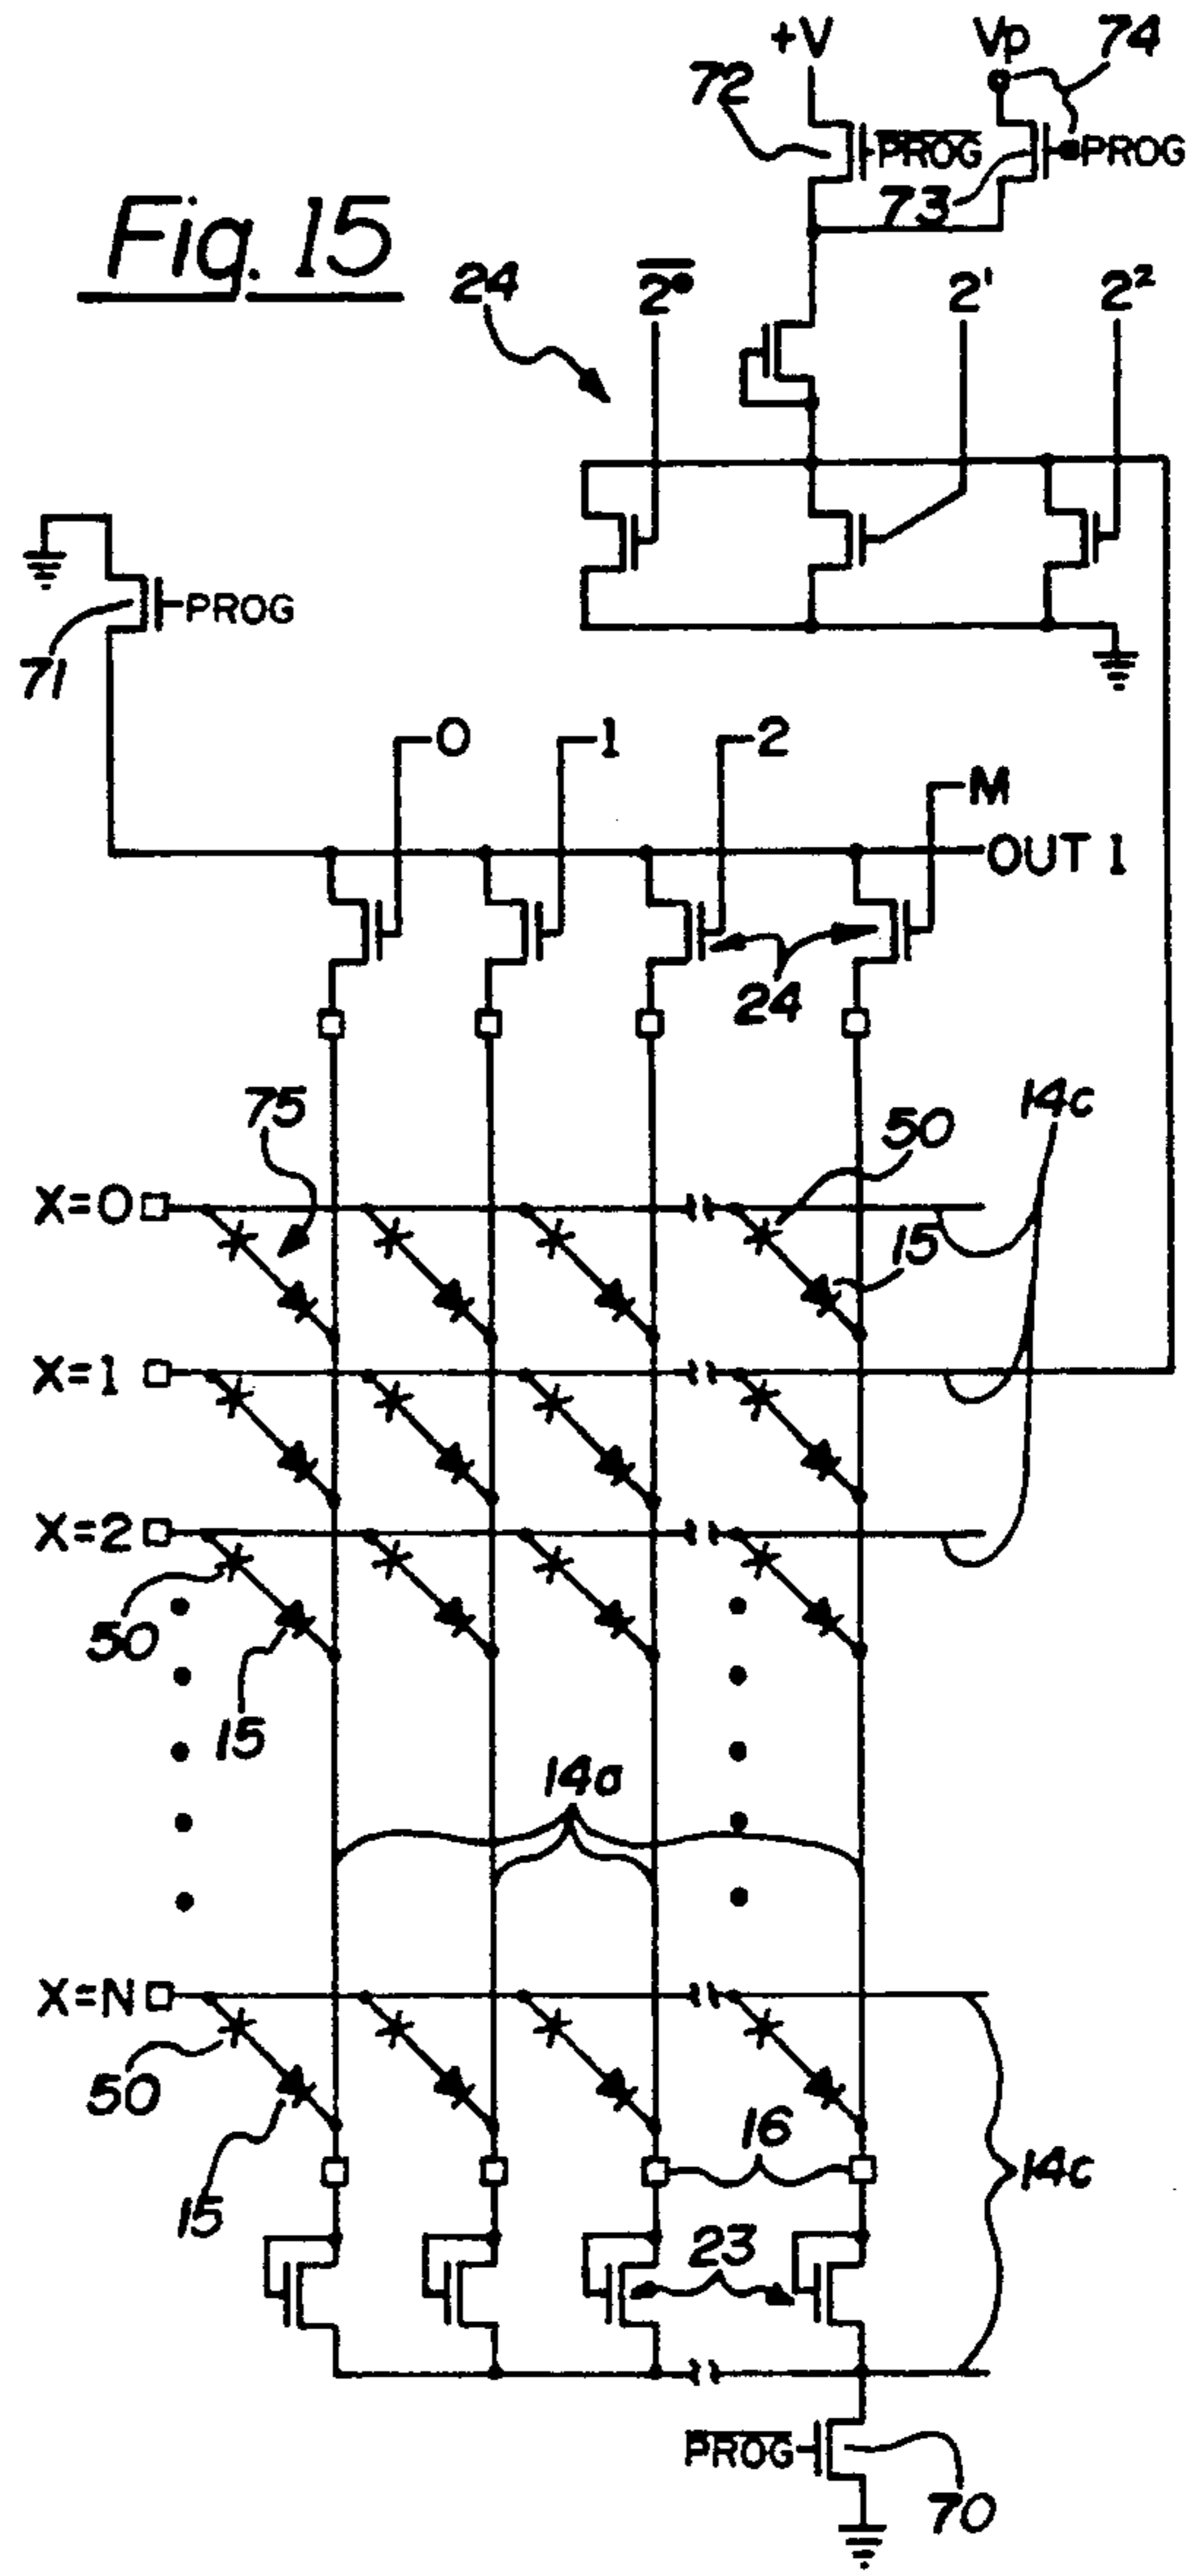 +V Vp 74
72 PROG PROG
73
Fig. 15
24 2⁰ 2¹ 2²
PROG
71
0 1 2
M
OUT 1
24
75 50 14c
X=0
15
X=1
X=2
50
15
14a
X=N
50
16
15 14c
23
PROG
70